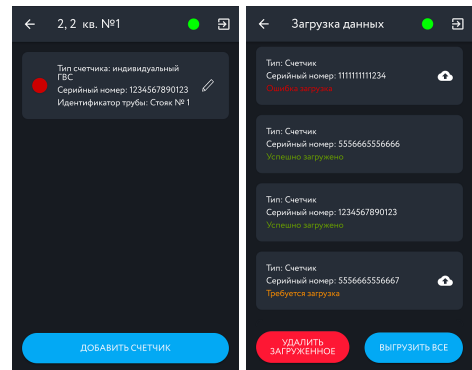 2, 2 кв. №1
Тип счетчика: индивидуальный
ГВС
Серийный номер: 1234567890123
Идентификатор трубы: Стояк № 1
ДОБАВИТЬ СЧЕТЧИК
Загрузка данных
Тип: Счетчик
Серийный номер: 1111111111234
Ошибка загрузки
Тип: Счетчик
Серийный номер: 5556665556666
Успешно загружено
Тип: Счетчик
Серийный номер: 1234567890123
Успешно загружено
Тип: Счетчик
Серийный номер: 5556665556667
Требуется загрузка
УДАЛИТЬ
ЗАГРУЖЕННОЕ
ВЫГРУЗИТЬ ВСЕ